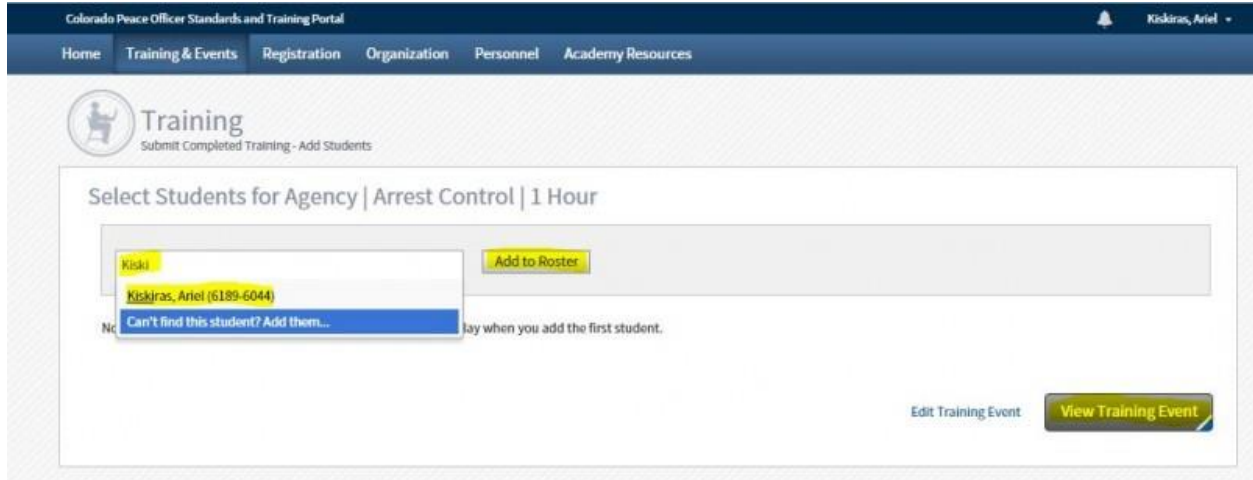 Colorado Peace Officer Standards and Training Portal
Kiskiras, Ariel
Home Training & Events Registration Organization Personnel Academy Resources
Training
Submit Completed Training - Add Students
Select Students for Agency | Arrest Control | 1 Hour
Kiski
Add to Roster
Kiskiras, Ariel (6189-6044)
Can't find this student? Add them...
No
lay when you add the first student.
Edit Training Event
View Training Event